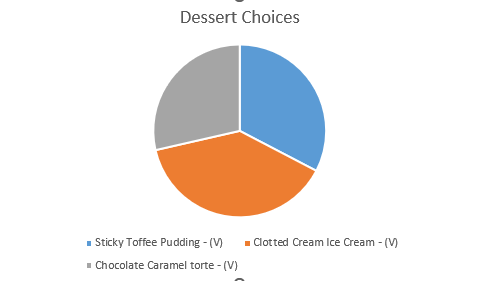 Dessert Choices
Sticky Toffee Pudding - (V) Clotted Cream Ice Cream - (V)
Chocolate Caramel torte - (V)